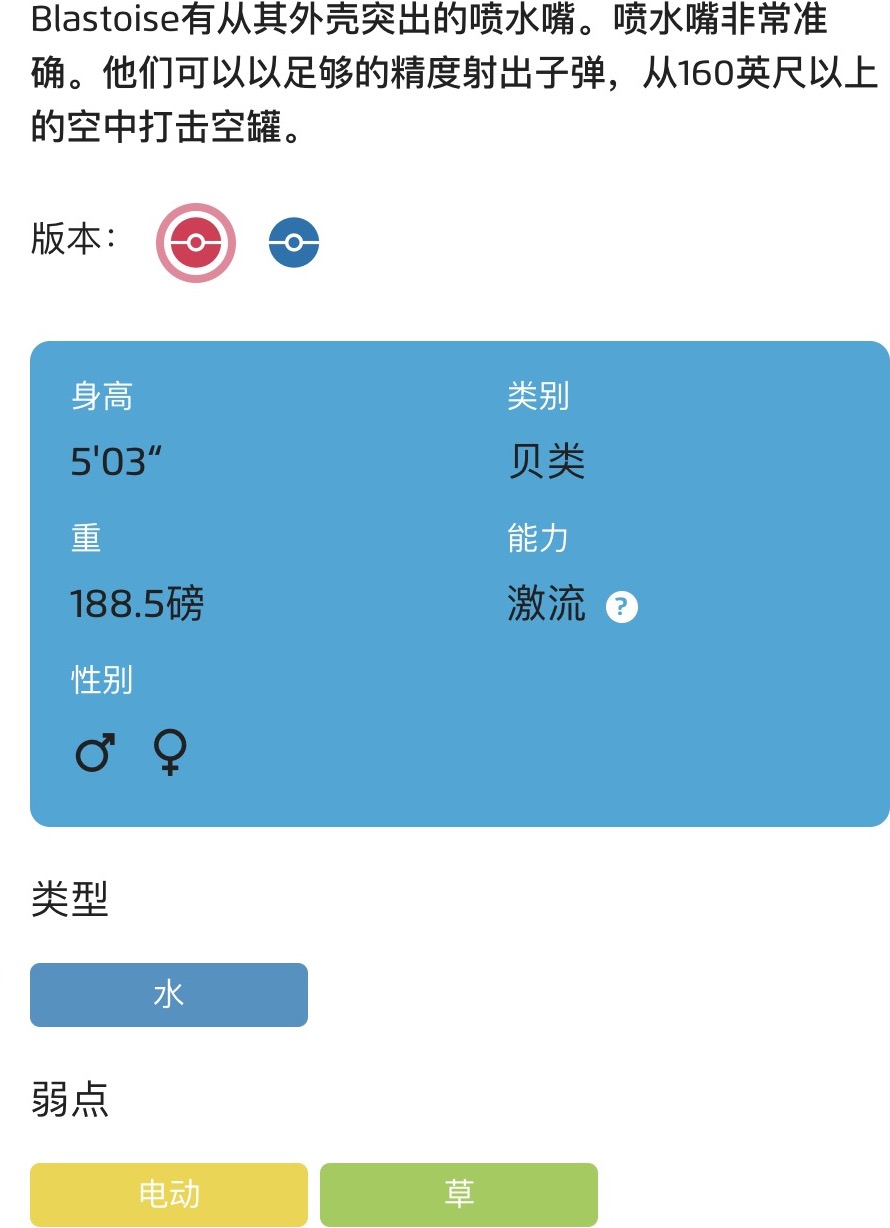 Blastoise有从其外壳突出的喷水嘴。喷水嘴非常准
确。他们可以以足够的精度射出子弹，从160英尺以上
的空中打击空罐。
版本：
身高
类别
5'03“
贝类
重
能力
188.5磅
激流 ?
性别
♂ ♀
类型
水
弱点
电动 草